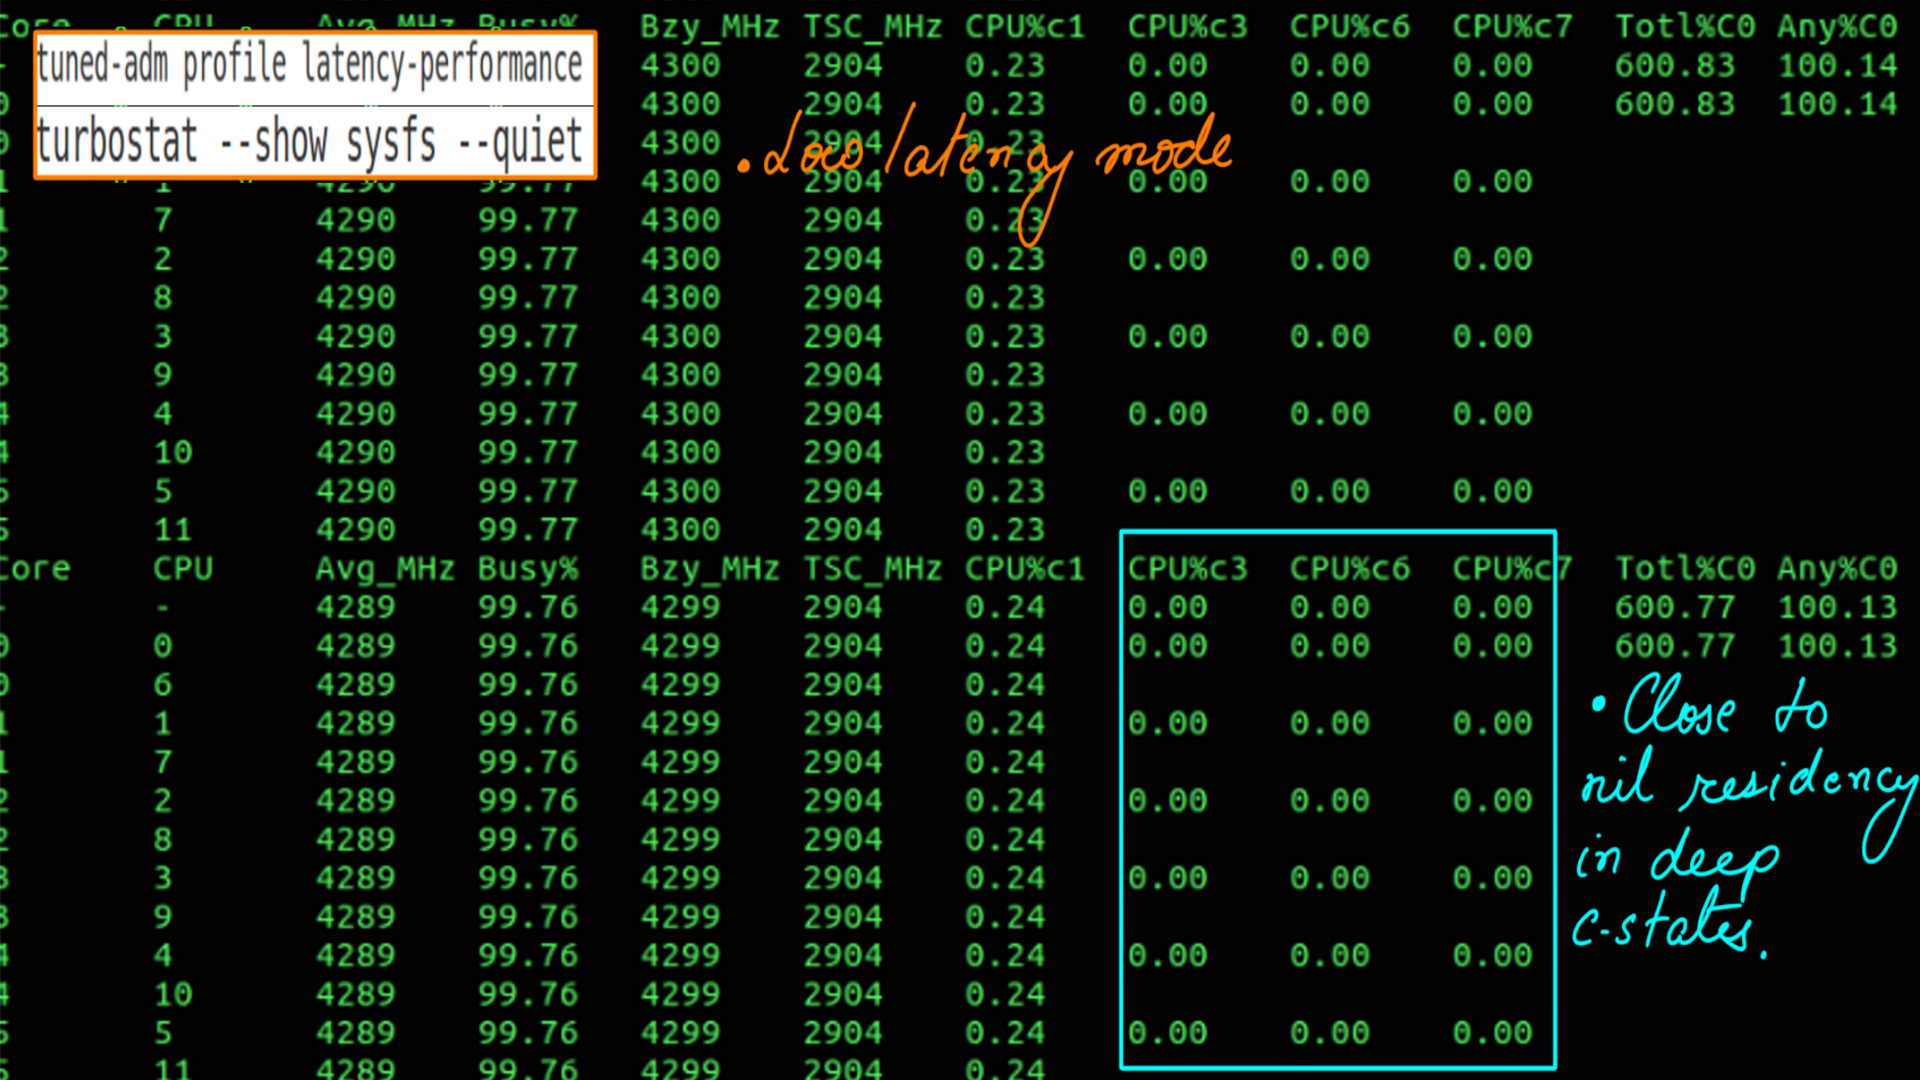 Core CPU Avg_MHz Busy% Bzy_MHz TSC_MHz CPU%c1 CPU%c3 CPU%c6 CPU%c7 Totl%C0 Any%C0
tuned-adm profile latency-performance
turbostat --show sysfs --quiet
- 4300 2904 0.23 0.00 0.00 0.00 600.83 100.14
0 4300 2904 0.23 0.00 0.00 0.00 600.83 100.14
0 4300 2904 0.23
• Low latency mode
1 1 4290 99.77 4300 2904 0.23 0.00 0.00 0.00
1 7 4290 99.77 4300 2904 0.23
2 2 4290 99.77 4300 2904 0.23 0.00 0.00 0.00
2 8 4290 99.77 4300 2904 0.23
3 3 4290 99.77 4300 2904 0.23 0.00 0.00 0.00
3 9 4290 99.77 4300 2904 0.23
4 4 4290 99.77 4300 2904 0.23 0.00 0.00 0.00
4 10 4290 99.77 4300 2904 0.23
5 5 4290 99.77 4300 2904 0.23 0.00 0.00 0.00
5 11 4290 99.77 4300 2904 0.23
Core CPU Avg_MHz Busy% Bzy_MHz TSC_MHz CPU%c1 CPU%c3 CPU%c6 CPU%c7 Totl%C0 Any%C0
- - 4289 99.76 4299 2904 0.24 0.00 0.00 0.00 600.77 100.13
0 0 4289 99.76 4299 2904 0.24 0.00 0.00 0.00 600.77 100.13
0 6 4289 99.76 4299 2904 0.24
1 1 4289 99.76 4299 2904 0.24 0.00 0.00 0.00
1 7 4289 99.76 4299 2904 0.24
2 2 4289 99.76 4299 2904 0.24 0.00 0.00 0.00
2 8 4289 99.76 4299 2904 0.24
3 3 4289 99.76 4299 2904 0.24 0.00 0.00 0.00
3 9 4289 99.76 4299 2904 0.24
4 4 4289 99.76 4299 2904 0.24 0.00 0.00 0.00
4 10 4289 99.76 4299 2904 0.24
5 5 4289 99.76 4299 2904 0.24 0.00 0.00 0.00
5 11 4289 99.76 4299 2904 0.24
• Close to
nil residency
in deep
c-states.